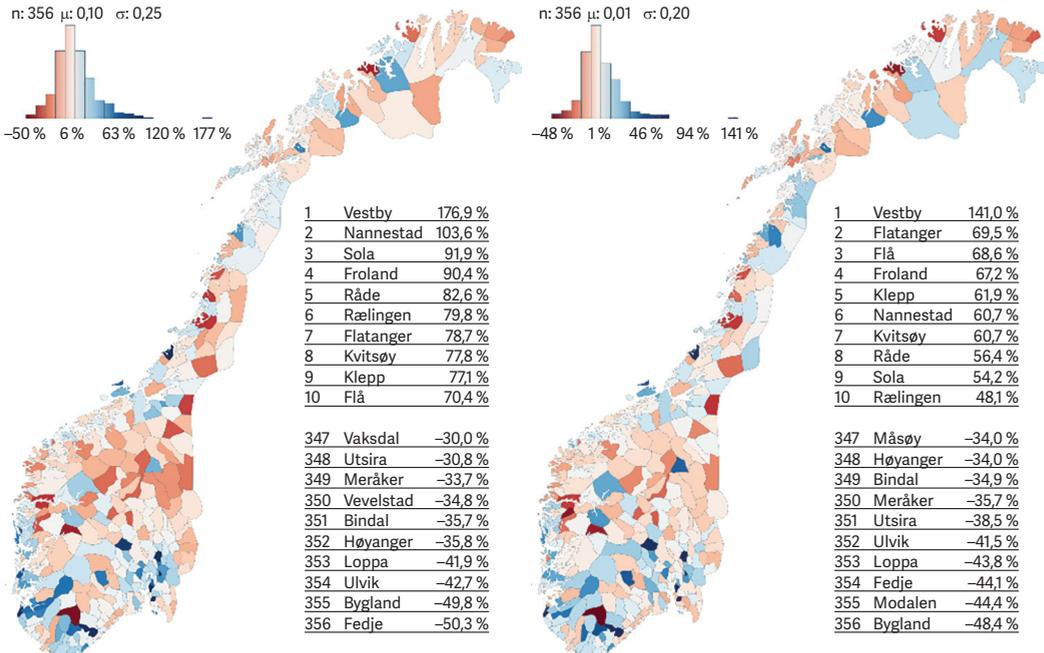 n: 356 μ: 0,10 σ: 0,25
–50 % 6 % 63 % 120 % 177 %
1 Vestby 176,9 %
2 Nannestad 103,6 %
3 Sola 91,9 %
4 Froland 90,4 %
5 Råde 82,6 %
6 Rælingen 79,8 %
7 Flatanger 78,7 %
8 Kvitsøy 77,8 %
9 Klepp 77,1 %
10 Flå 70,4 %
347 Vaksdal –30,0 %
348 Utsira –30,8 %
349 Meråker –33,7 %
350 Vevelstad –34,8 %
351 Bindal –35,7 %
352 Høyanger –35,8 %
353 Loppa –41,9 %
354 Ulvik –42,7 %
355 Bygland –49,8 %
356 Fedje –50,3 %
n: 356 μ: 0,01 σ: 0,20
–48 % 1 % 46 % 94 % 141 %
1 Vestby 141,0 %
2 Flatanger 69,5 %
3 Flå 68,6 %
4 Froland 67,2 %
5 Klepp 61,9 %
6 Nannestad 60,7 %
7 Kvitsøy 60,7 %
8 Råde 56,4 %
9 Sola 54,2 %
10 Rælingen 48,1 %
347 Måsøy –34,0 %
348 Høyanger –34,0 %
349 Bindal –34,9 %
350 Meråker –35,7 %
351 Utsira –38,5 %
352 Ulvik –41,5 %
353 Loppa –43,8 %
354 Fedje –44,1 %
355 Modalen –44,4 %
356 Bygland –48,4 %